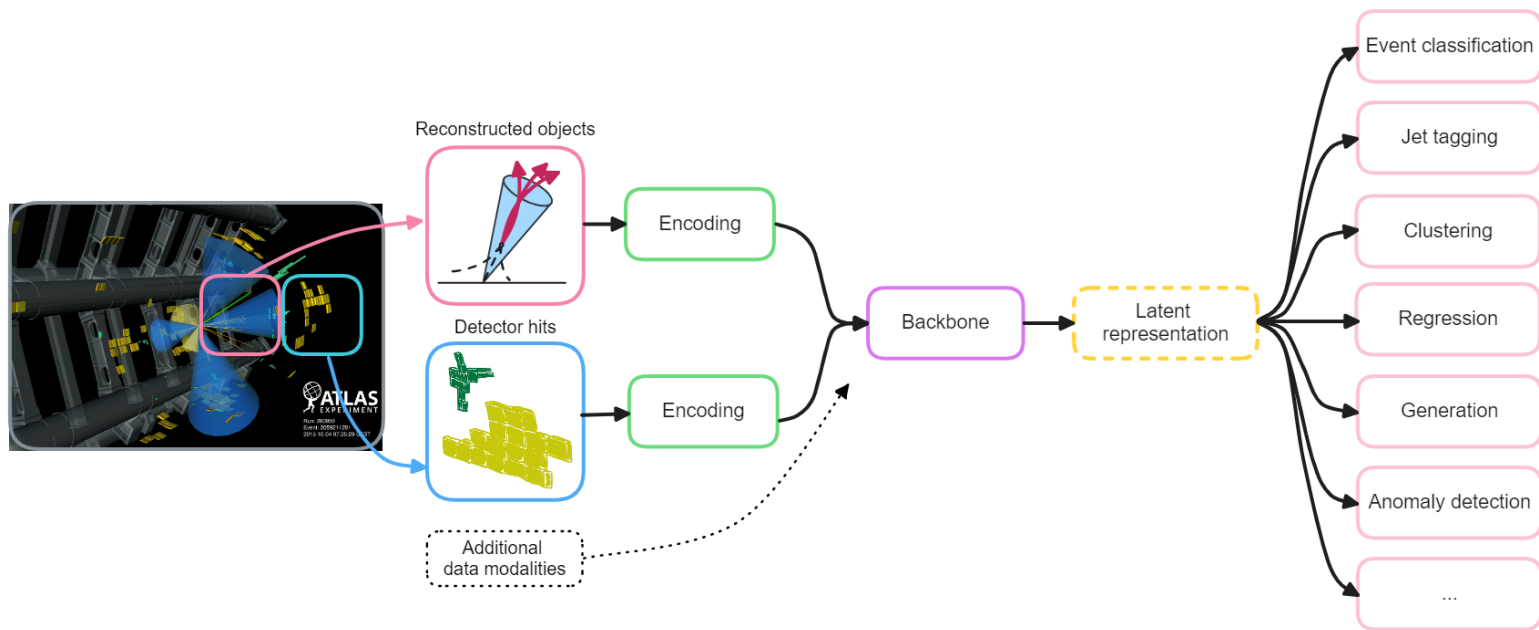 Reconstructed objects
Encoding
Detector hits
Encoding
Additional
data modalities
ATLAS
EXPERIMENT
Backbone
Latent
representation
Event classification
Jet tagging
Clustering
Regression
Generation
Anomaly detection
...